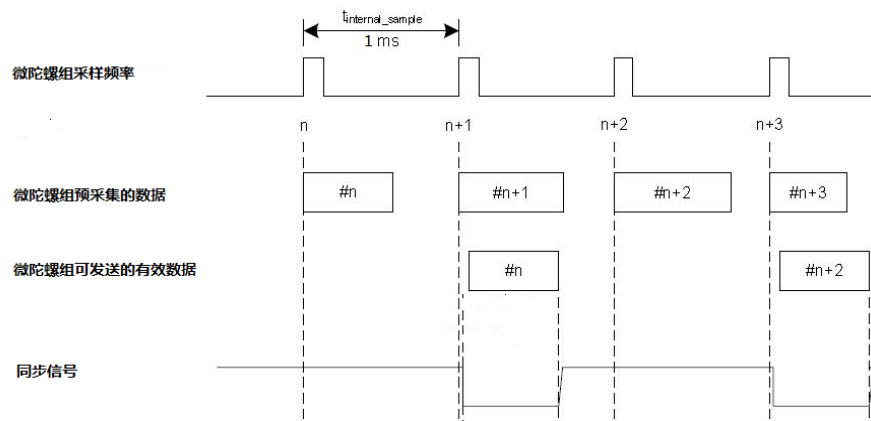 tinternal_sample
1 ms
微陀螺组采样频率
n n+1 n+2 n+3
微陀螺组预采集的数据
#n #n+1 #n+2 #n+3
微陀螺组可发送的有效数据
#n #n+2
同步信号